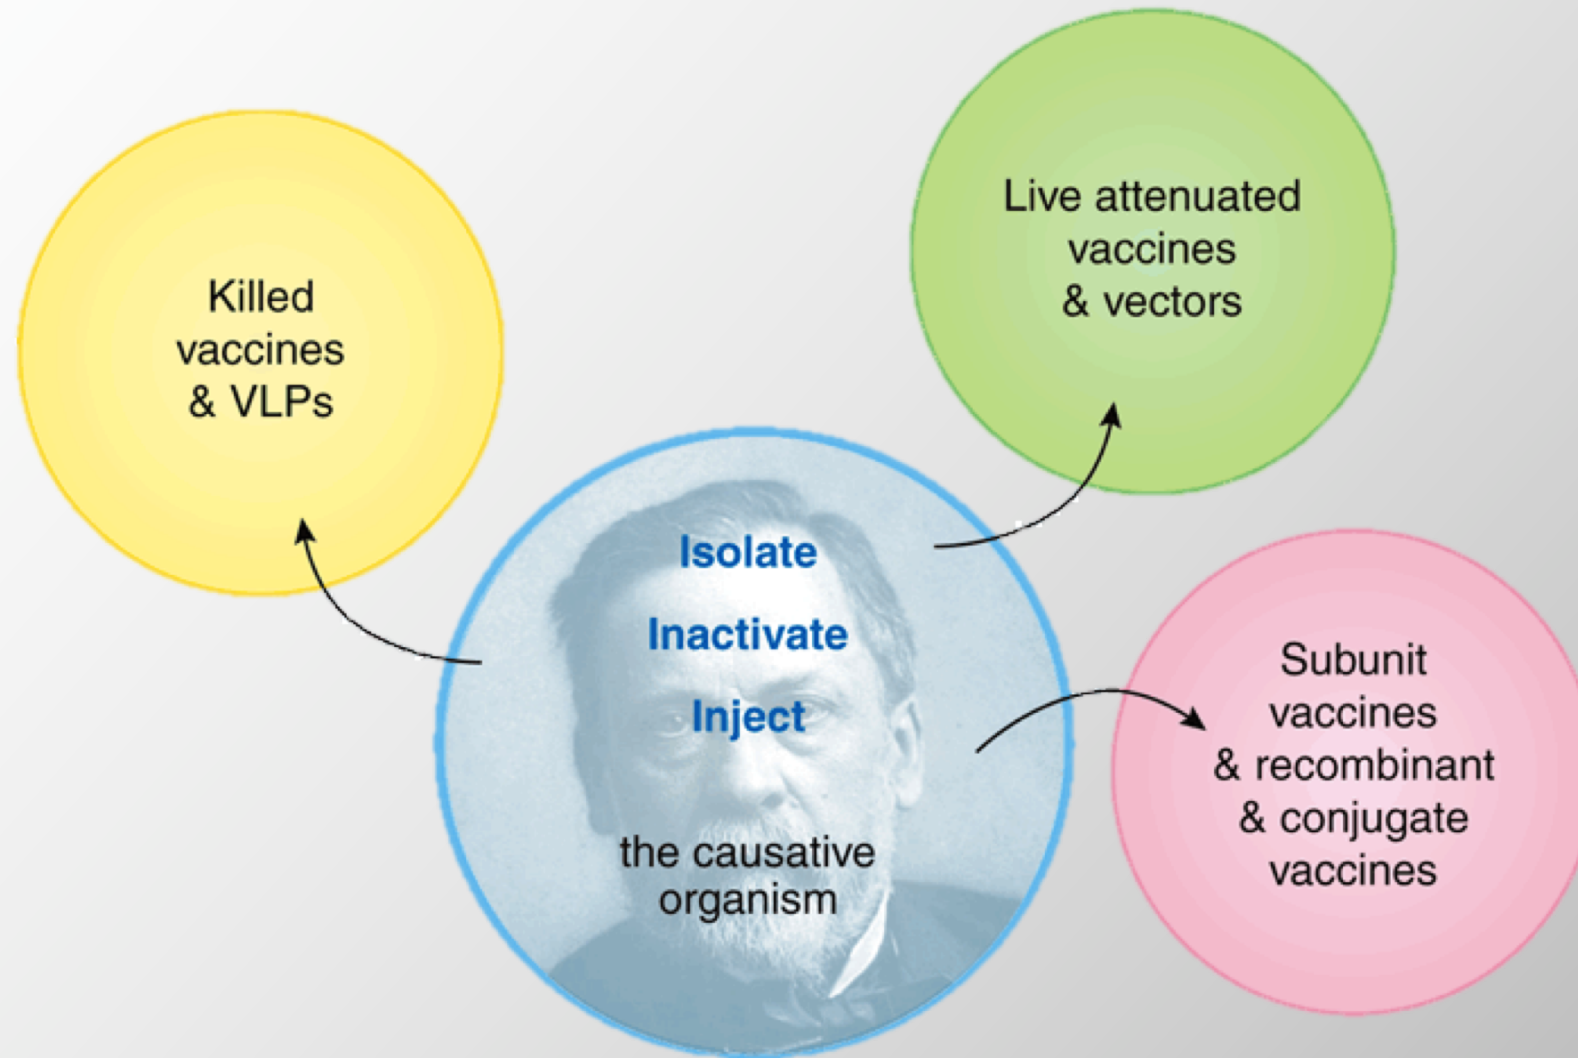 Killed
vaccines
& VLPs
Live attenuated
vaccines
& vectors
Isolate
Inactivate
Inject
the causative
organism
Subunit
vaccines
& recombinant
& conjugate
vaccines